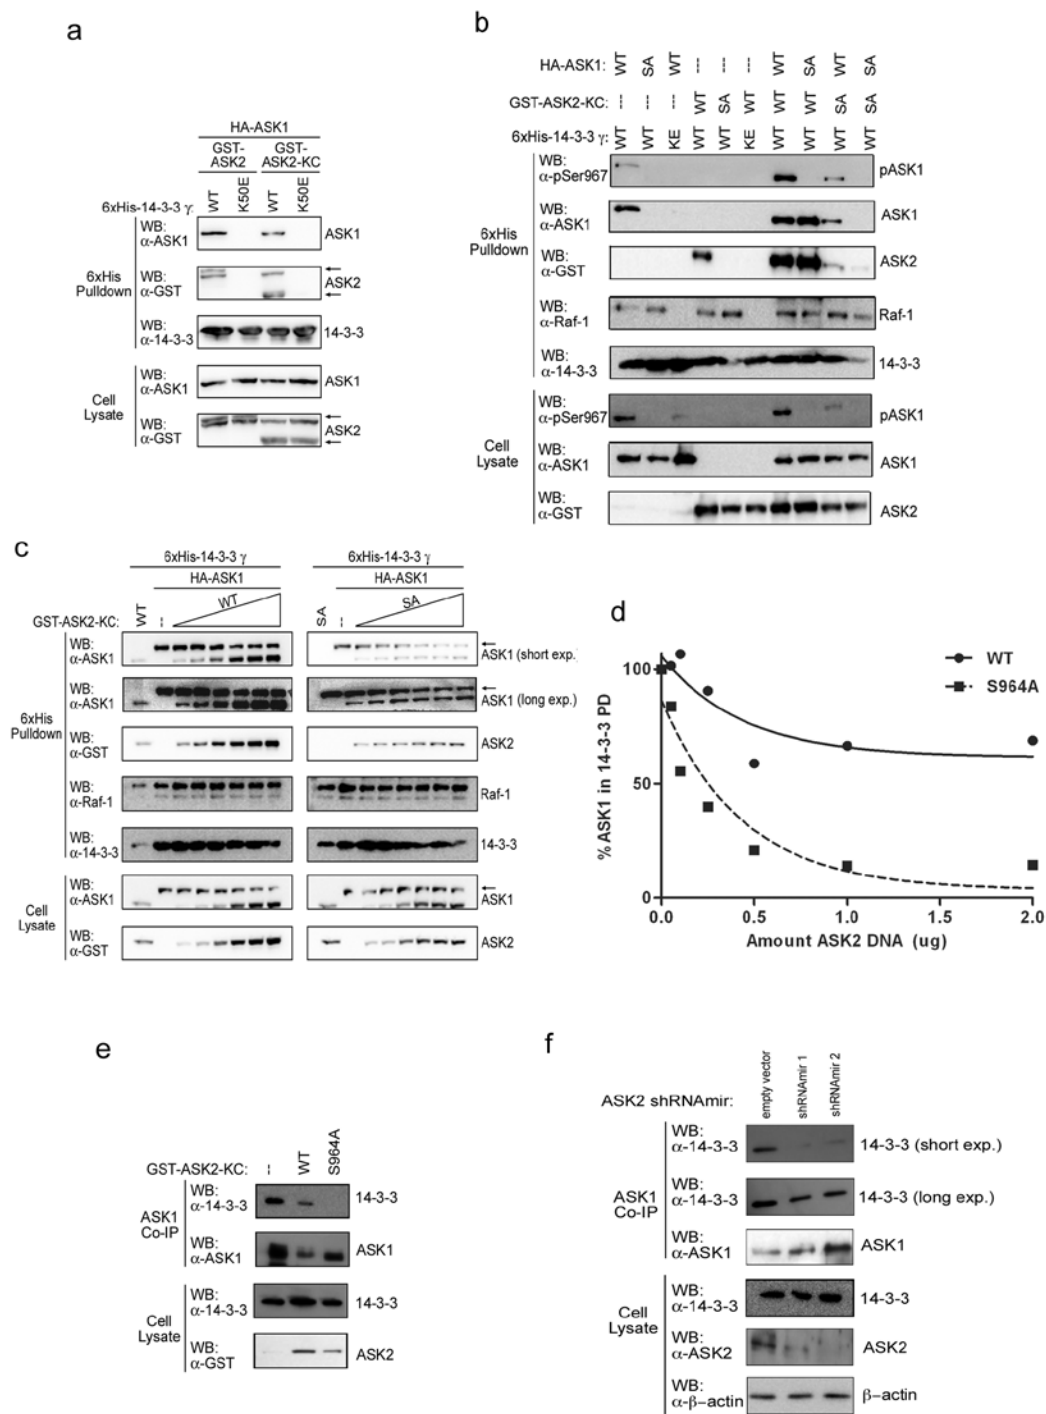 a
HA-ASK1
GST-ASK2
GST-ASK2-KC
6xHis-14-3-3 γ:
WT
K50E
WT
K50E
6xHis Pulldown
WB: α-ASK1
ASK1
WB: α-GST
ASK2
WB: α-14-3-3
14-3-3
Cell Lysate
WB: α-ASK1
ASK1
WB: α-GST
ASK2
b
HA-ASK1: WT SA WT -- -- -- WT SA WT SA
GST-ASK2-KC: -- -- -- WT SA WT WT WT SA SA
6xHis-14-3-3 γ: WT WT KE WT WT KE WT WT WT WT
6xHis Pulldown
WB: α-pSer967
pASK1
WB: α-ASK1
ASK1
WB: α-GST
ASK2
WB: α-Raf-1
Raf-1
WB: α-14-3-3
14-3-3
Cell Lysate
WB: α-pSer967
pASK1
WB: α-ASK1
ASK1
WB: α-GST
ASK2
c
6xHis-14-3-3 γ
HA-ASK1
GST-ASK2-KC: WT -- WT
6xHis-14-3-3 γ
HA-ASK1
SA -- SA
6xHis Pulldown
WB: α-ASK1
ASK1 (short exp.)
WB: α-ASK1
ASK1 (long exp.)
WB: α-GST
ASK2
WB: α-Raf-1
Raf-1
WB: α-14-3-3
14-3-3
Cell Lysate
WB: α-ASK1
ASK1
WB: α-GST
ASK2
d
WT
S964A
%ASK1 in 14-3-3 PD
100
50
0
0.0 0.5 1.0 1.5 2.0
Amount ASK2 DNA (ug)
e
GST-ASK2-KC: -- WT S964A
ASK1 Co-IP
WB: α-14-3-3
14-3-3
WB: α-ASK1
ASK1
Cell Lysate
WB: α-14-3-3
14-3-3
WB: α-GST
ASK2
f
ASK2 shRNAmir:
empty vector
shRNAmir 1
shRNAmir 2
ASK1 Co-IP
WB: α-14-3-3
14-3-3 (short exp.)
WB: α-14-3-3
14-3-3 (long exp.)
WB: α-ASK1
ASK1
Cell Lysate
WB: α-14-3-3
14-3-3
WB: α-ASK2
ASK2
WB: α-β-actin
β-actin